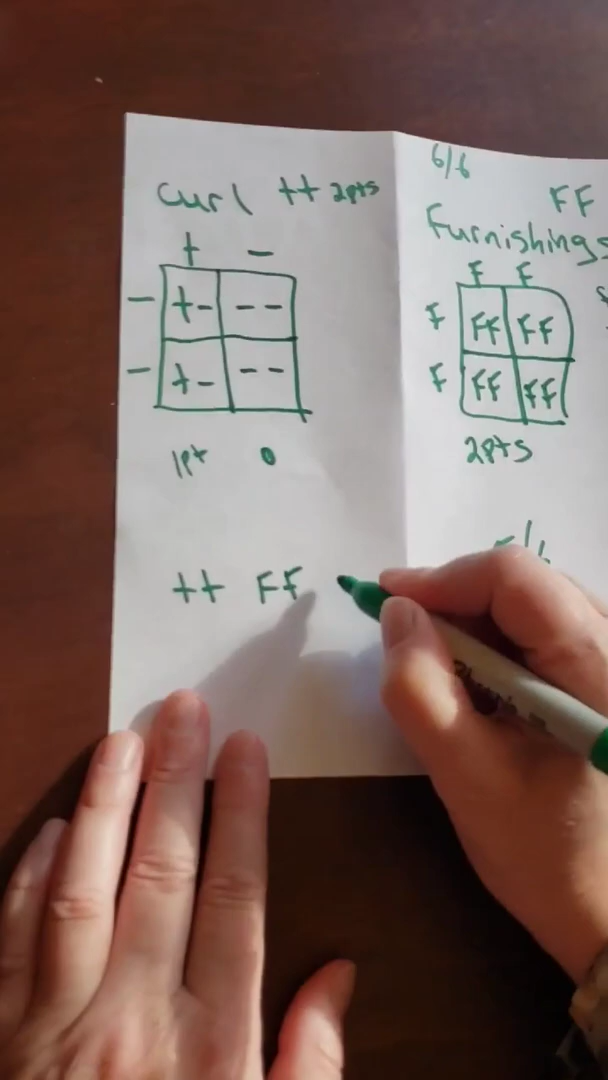 Curl ++ 2pts
+ -
- +- --
- +- --
1pt 0
++ FF
6/6
FF
Furnishings
F F
F FF FF
F FF FF
2pts